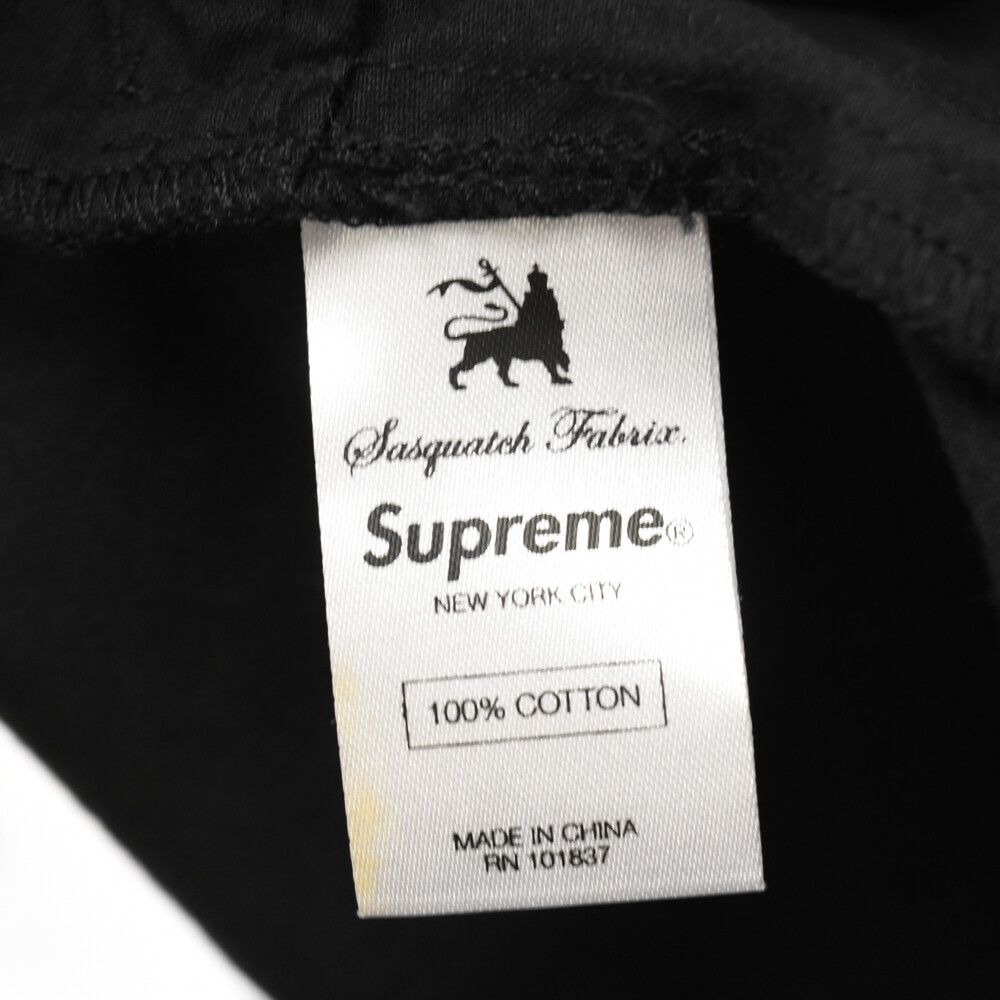 Sasquatch Fabrix.
Supreme®
NEW YORK CITY
100% COTTON
MADE IN CHINA
RN 101837